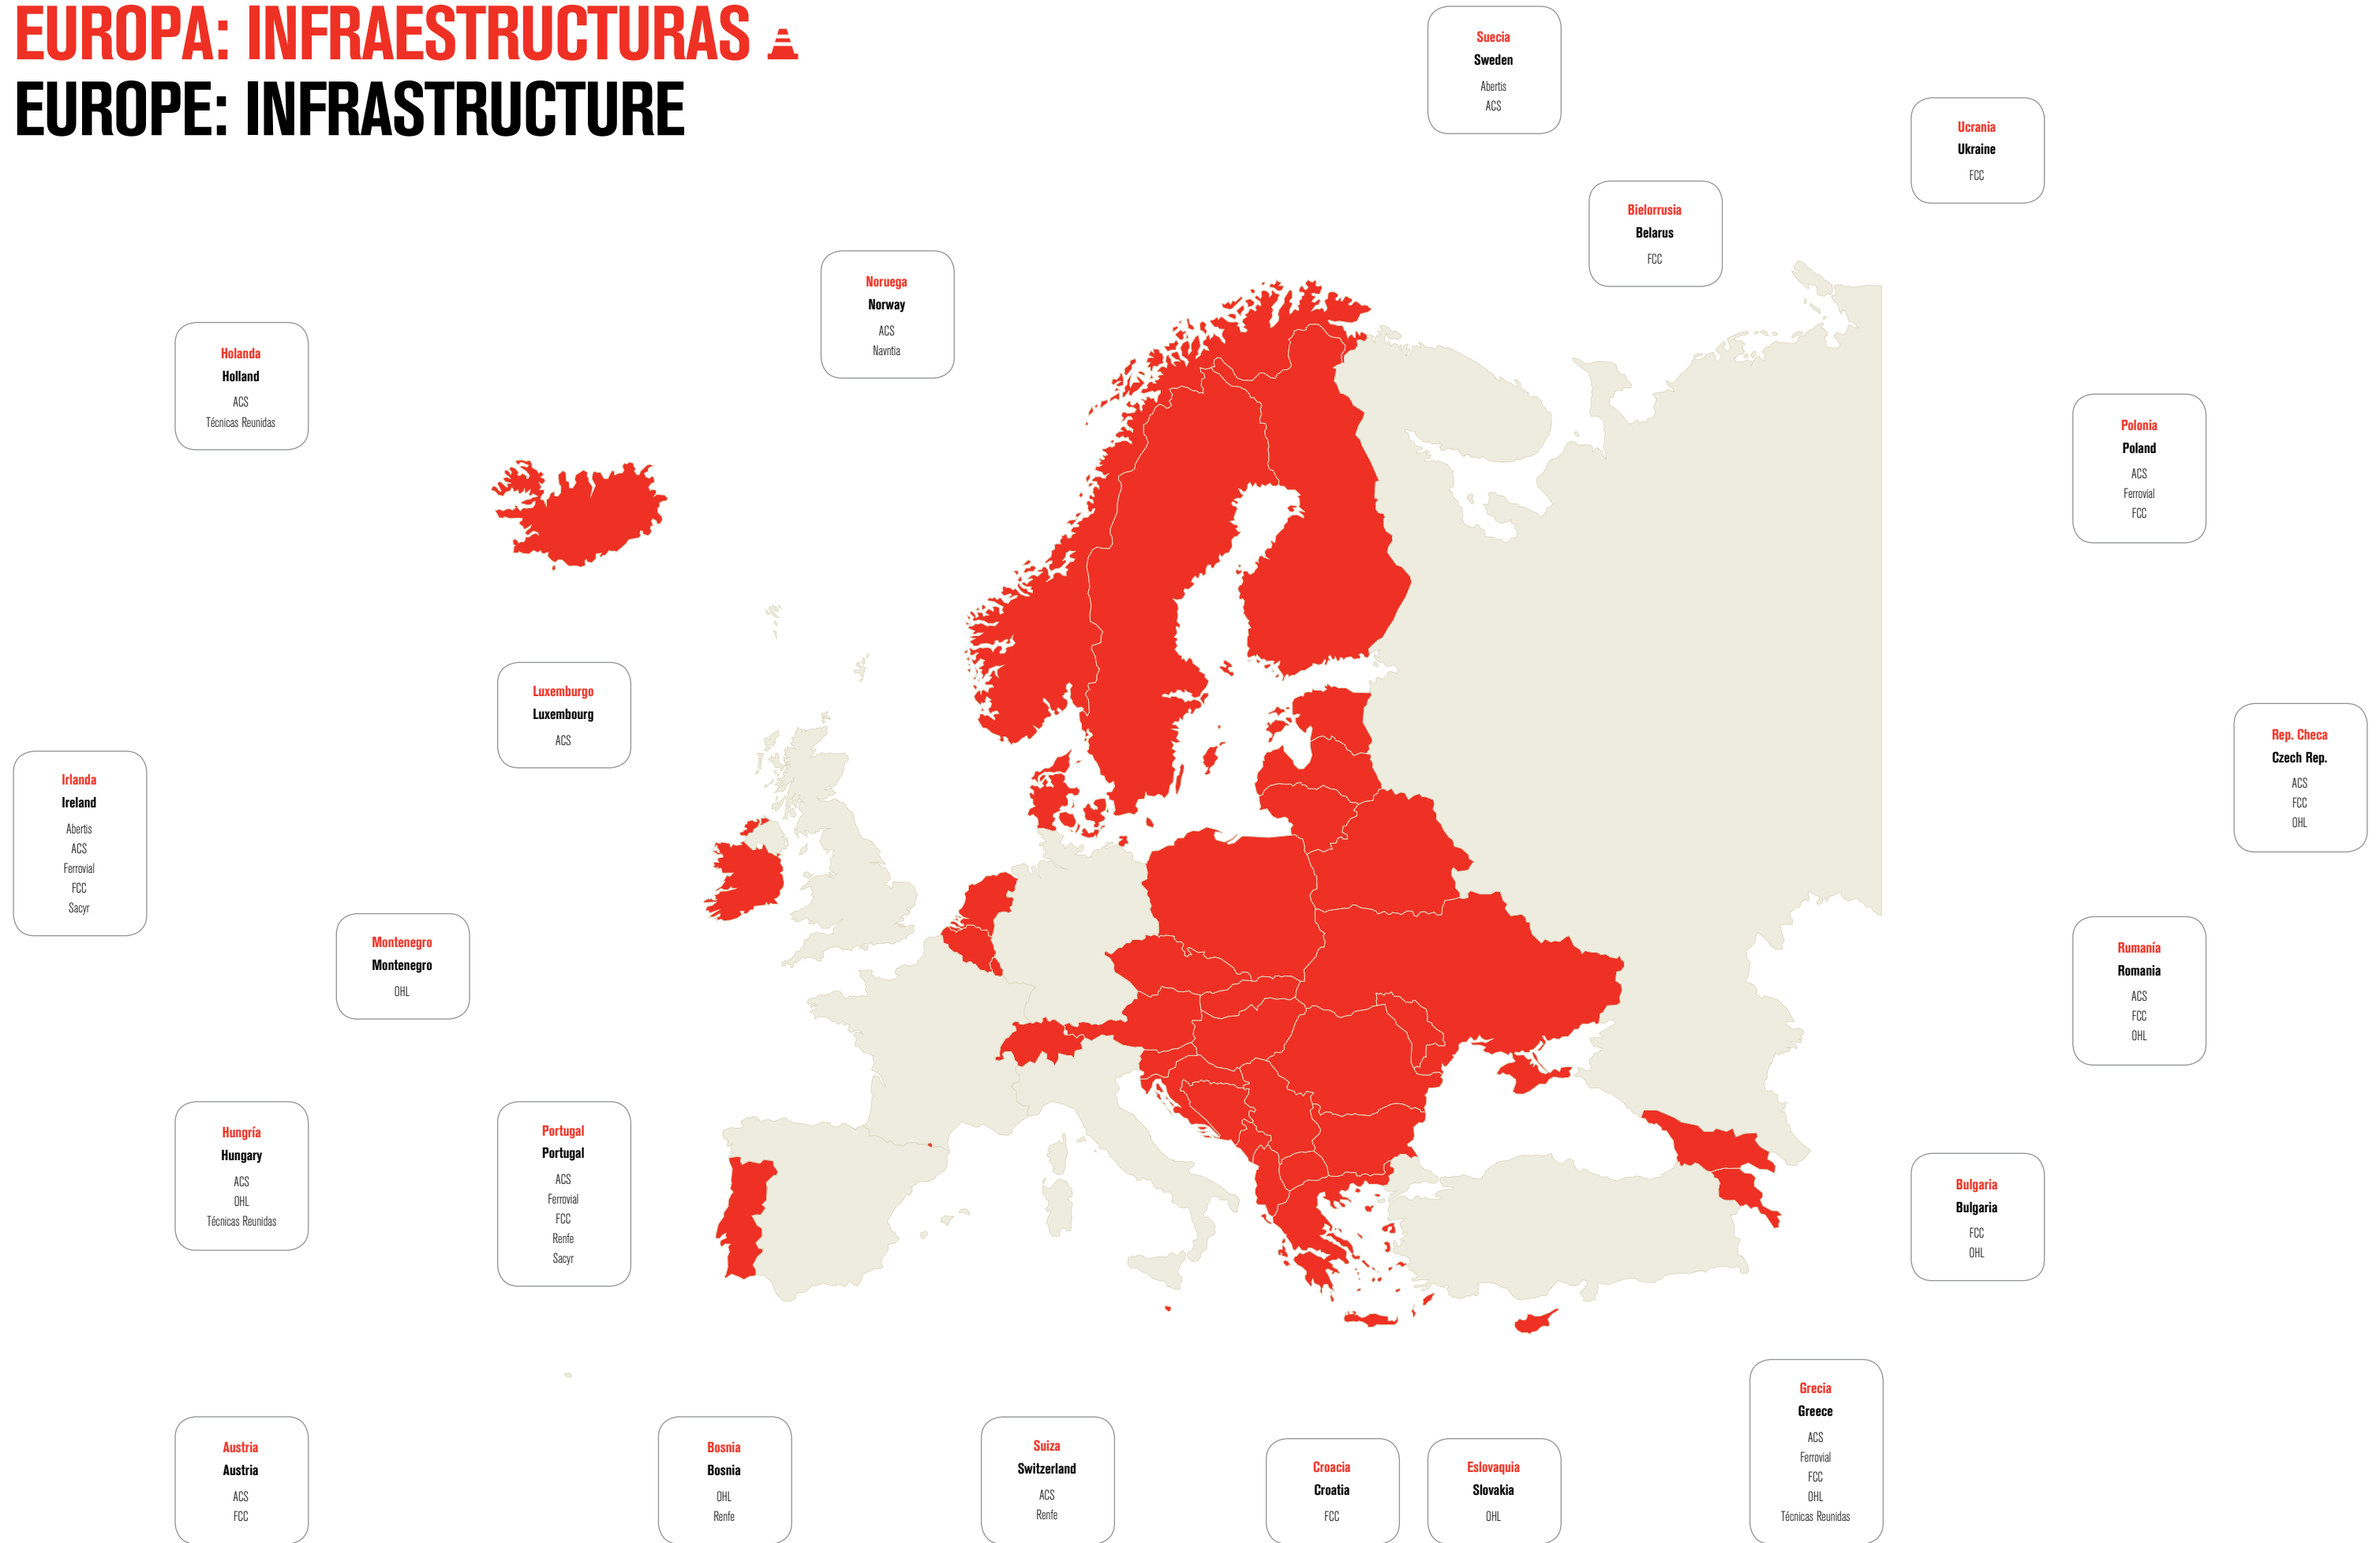 EUROPA: INFRAESTRUCTURAS
EUROPE: INFRASTRUCTURE
Suecia
Sweden
Abertis
ACS
Ucrania
Ukraine
FCC
Bielorrusia
Belarus
FCC
Noruega
Norway
ACS
Navntia
Holanda
Holland
ACS
Técnicas Reunidas
Polonia
Poland
ACS
Ferrovial
FCC
Luxemburgo
Luxembourg
ACS
Rep. Checa
Czech Rep.
ACS
FCC
OHL
Irlanda
Ireland
Abertis
ACS
Ferrovial
FCC
Sacyr
Montenegro
Montenegro
OHL
Rumanía
Romania
ACS
FCC
OHL
Hungría
Hungary
ACS
OHL
Técnicas Reunidas
Portugal
Portugal
ACS
Ferrovial
FCC
Renfe
Sacyr
Bulgaria
Bulgaria
FCC
OHL
Grecia
Greece
ACS
Ferrovial
FCC
OHL
Técnicas Reunidas
Austria
Austria
ACS
FCC
Bosnia
Bosnia
OHL
Renfe
Suiza
Switzerland
ACS
Renfe
Croacia
Croatia
FCC
Eslovaquia
Slovakia
OHL